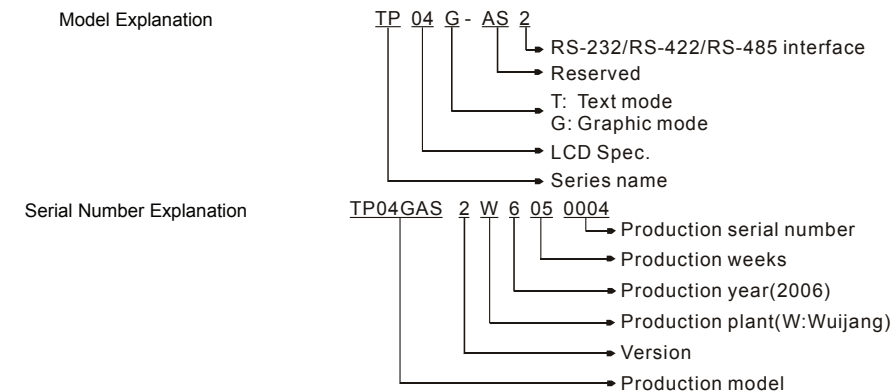 Model Explanation
TP 04 G - AS 2
RS-232/RS-422/RS-485 interface
Reserved
T: Text mode
G: Graphic mode
LCD Spec.
Series name
Serial Number Explanation
TP04GAS 2 W 6 05 0004
Production serial number
Production weeks
Production year(2006)
Production plant(W:Wuijang)
Version
Production model